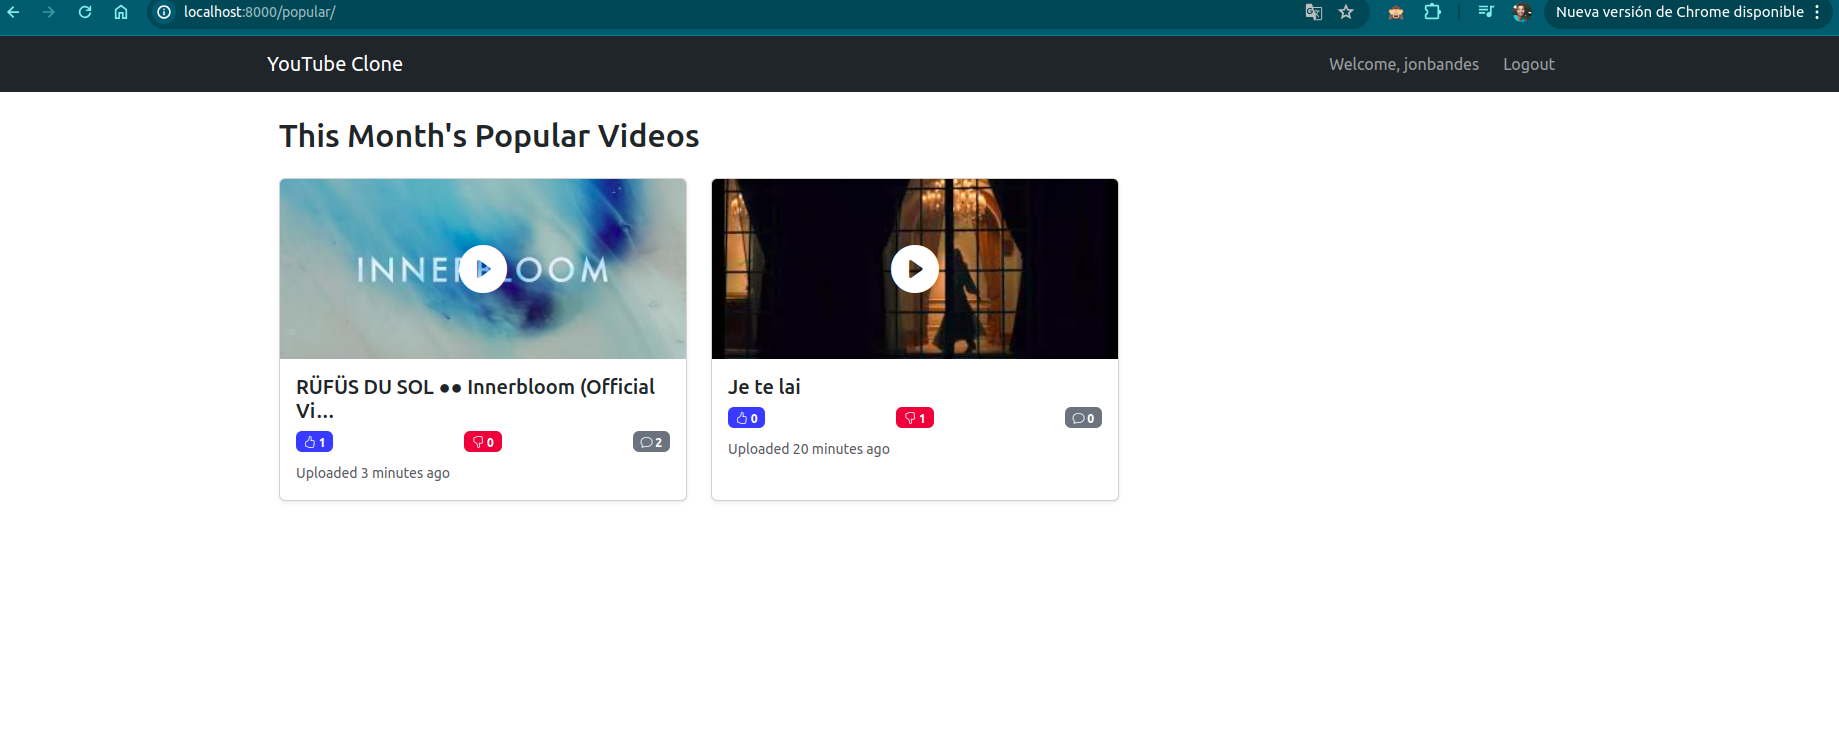 localhost:8000/popular/
Nueva versión de Chrome disponible
YouTube Clone
Welcome, jonbandes
Logout
This Month's Popular Videos
INNER LOOM
RÜFÜS DU SOL ●● Innerbloom (Official
Vi...
1
0
2
Uploaded 3 minutes ago
Je te lai
0
1
0
Uploaded 20 minutes ago